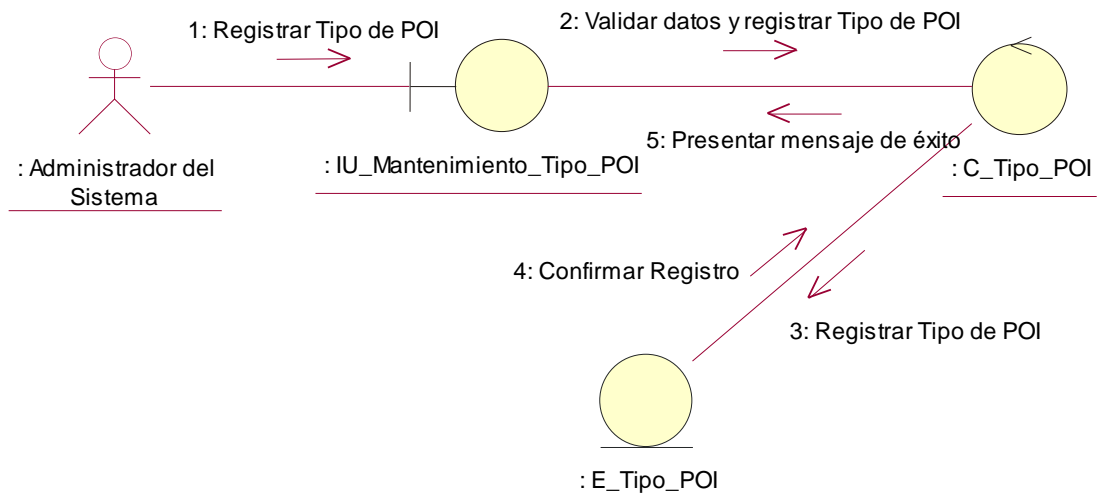 1: Registrar Tipo de POI
2: Validar datos y registrar Tipo de POI
5: Presentar mensaje de éxito
: Administrador del
Sistema
: IU_Mantenimiento_Tipo_POI
: C_Tipo_POI
4: Confirmar Registro
3: Registrar Tipo de POI
: E_Tipo_POI